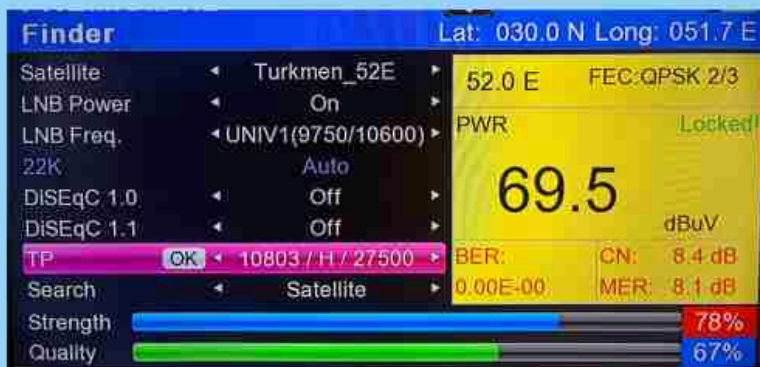 Finder
Lat: 030.0 N Long: 051.7 E
Satellite Turkmen_52E
LNB Power On
LNB Freq. UNIV1(9750/10600)
22K Auto
DiSEqC 1.0 Off
DiSEqC 1.1 Off
TP OK 10803 / H / 27500
Search Satellite
52.0 E FEC:QPSK 2/3
PWR Locked!
69.5
dBuV
BER: CN: 8.4 dB
0.00E-00 MER: 8.1 dB
Strength 78%
Quality 67%